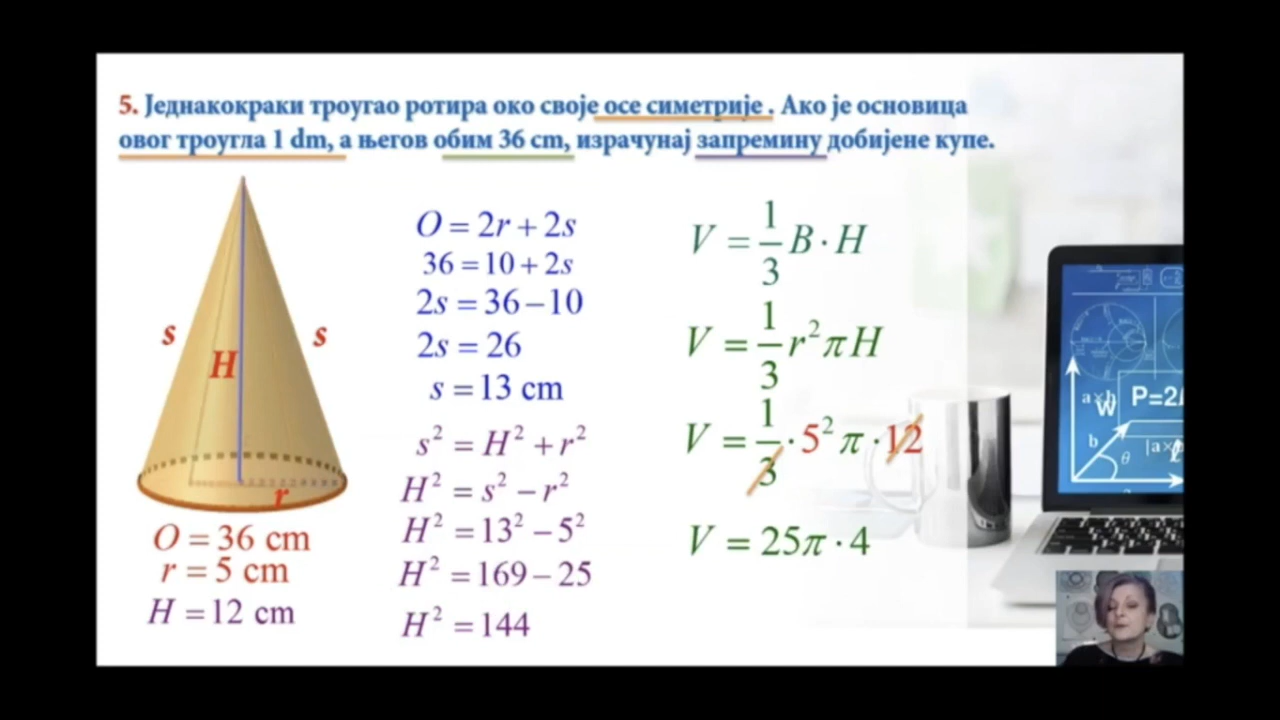 5. Једнакокраки троугао ротира око своје осе симетрије . Ако је основица
овог троугла 1 dm, а његов обим 36 cm, израчунај запремину добијене купе.
s
H
s
r
O = 36 cm
r = 5 cm
H = 12 cm
O = 2r + 2s
36 = 10 + 2s
2s = 36 − 10
2s = 26
s = 13 cm
s² = H² + r²
H² = s² − r²
H² = 13² − 5²
H² = 169 − 25
H² = 144
V = 1/3 B · H
V = 1/3 r²π H
V = 1/3 · 5² π · 12
V = 25π · 4
a×b
W
P=2
b
θ
|a×